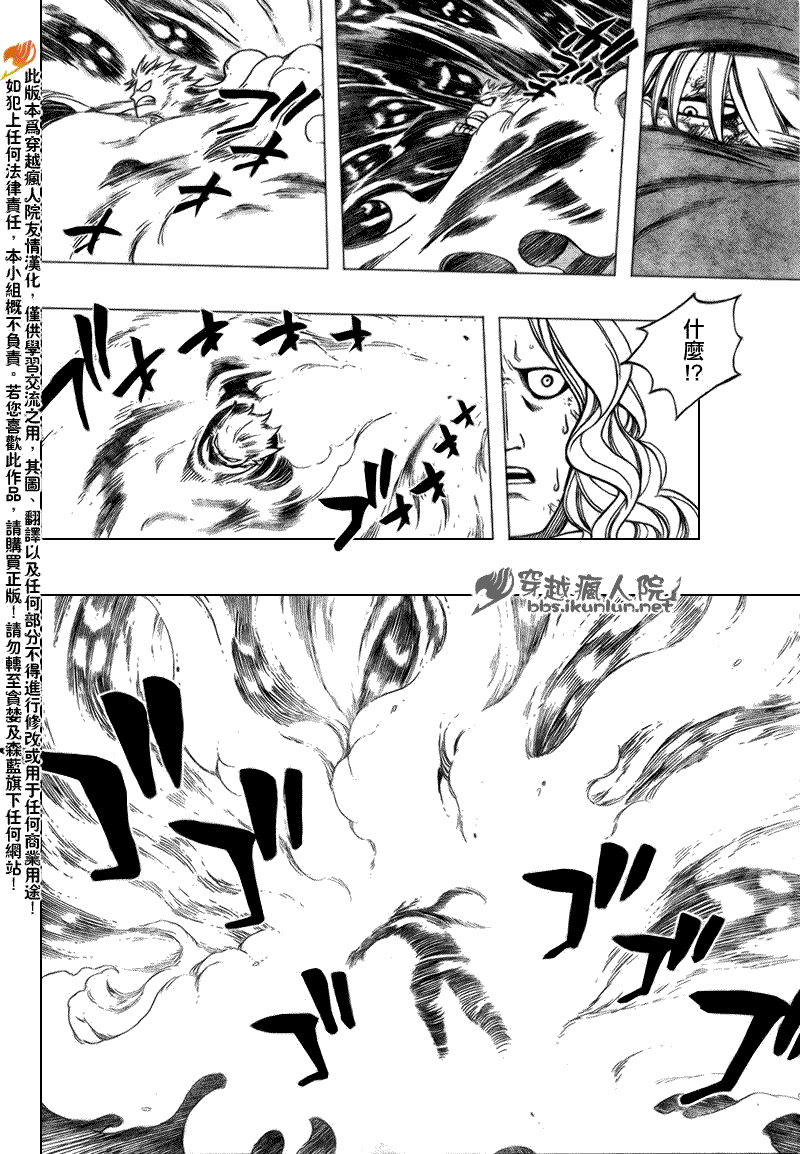 此版本爲穿越瘋人院友情漢化，僅供學習交流之用，其圖、翻譯以及任何部分不得進行修改或用于任何商業用途！
如犯上任何法律責任，本小組概不負責。若您喜歡此作品，請購買正版！請勿轉至貪婪及森藍旗下任何網站！
ズッ
ゴゴ
什麼!?
ゴゴ
穿越瘋人院
bbs.ikunlun.net
ゴゴゴゴ